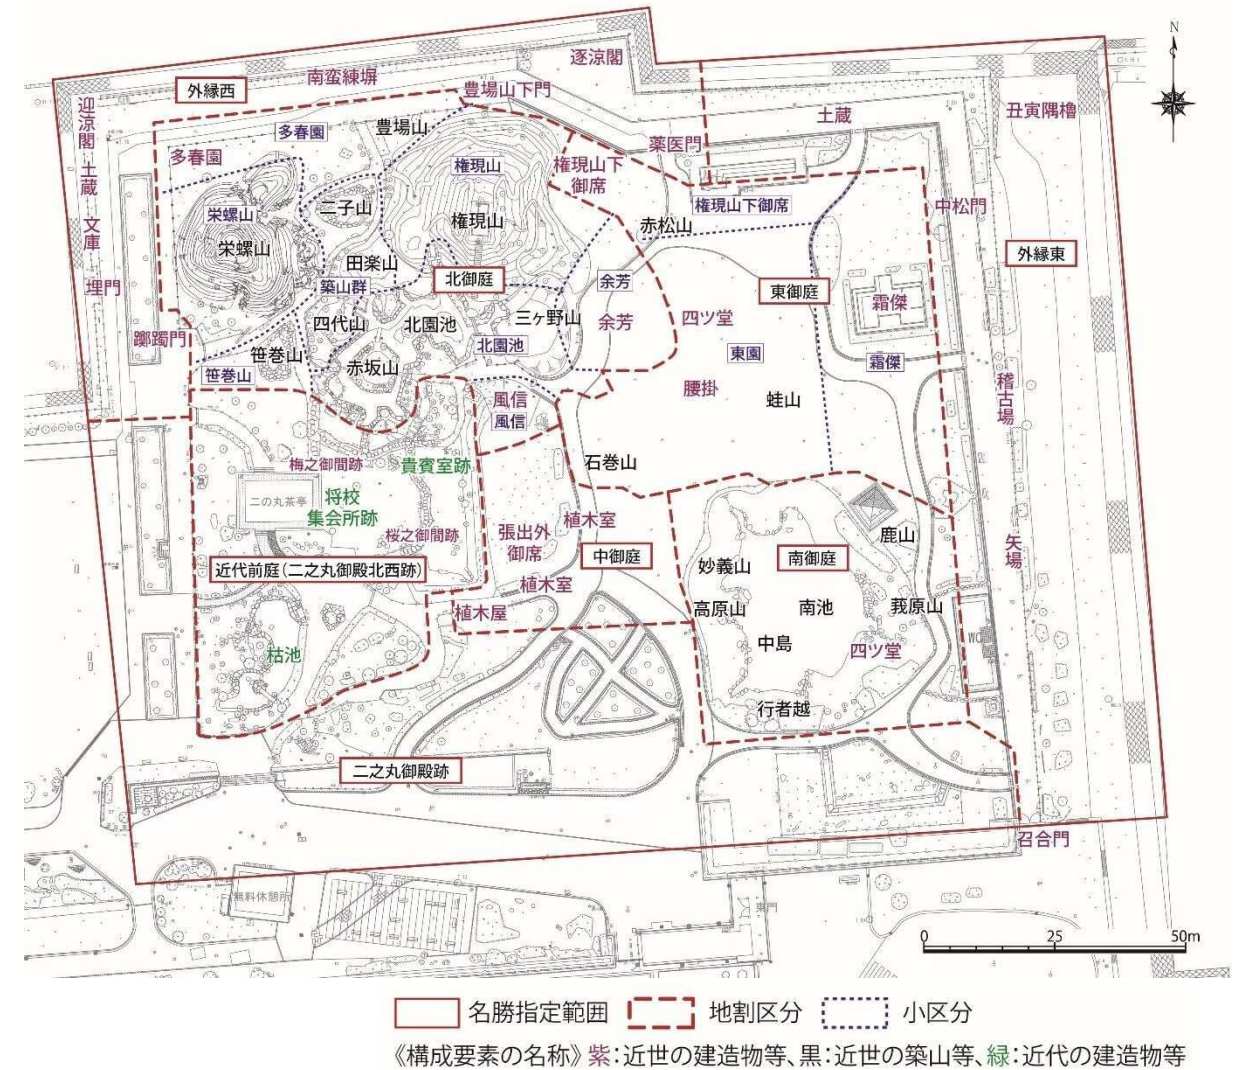 逐涼閣
N
南蛮練塀
外縁西
豊場山下門
迎涼閣
土蔵
文庫
埋門
土蔵
丑寅隅櫓
多春園
豊場山
薬医門
多春園
権現山
権現山下
御席
権現山下御席
中松門
栄螺山
二子山
栄螺山
権現山
赤松山
外縁東
田楽山
北御庭
余芳
東御庭
築山群
霜傑
四代山
北園池
三ヶ野山
余芳
四ツ堂
躑躅門
笹巻山
北園池
東園
霜傑
笹巻山
赤坂山
腰掛
蛙山
稽古場
風信
風信
梅之御間跡
貴賓室跡
石巻山
二の丸茶亭
将校
集会所跡
桜之御間跡
張出外
御席
植木室
中御庭
鹿山
矢場
近代前庭(二之丸御殿北西跡)
妙義山
南御庭
植木室
植木屋
高原山
南池
莪原山
WC
中島
四ツ堂
枯池
行者越
二之丸御殿跡
召合門
無料休憩所
東門
0 25 50m
名勝指定範囲 地割区分 小区分
《構成要素の名称》紫:近世の建造物等、黒:近世の築山等、緑:近代の建造物等